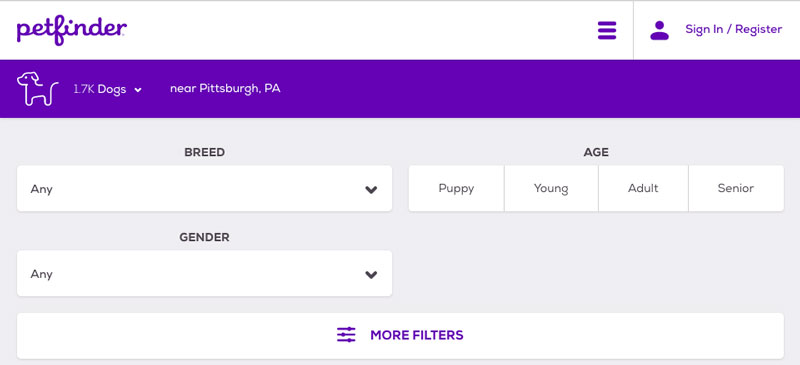 petfinder
Sign In / Register
1.7K Dogs
near Pittsburgh, PA
BREED
Any
AGE
Puppy
Young
Adult
Senior
GENDER
Any
MORE FILTERS